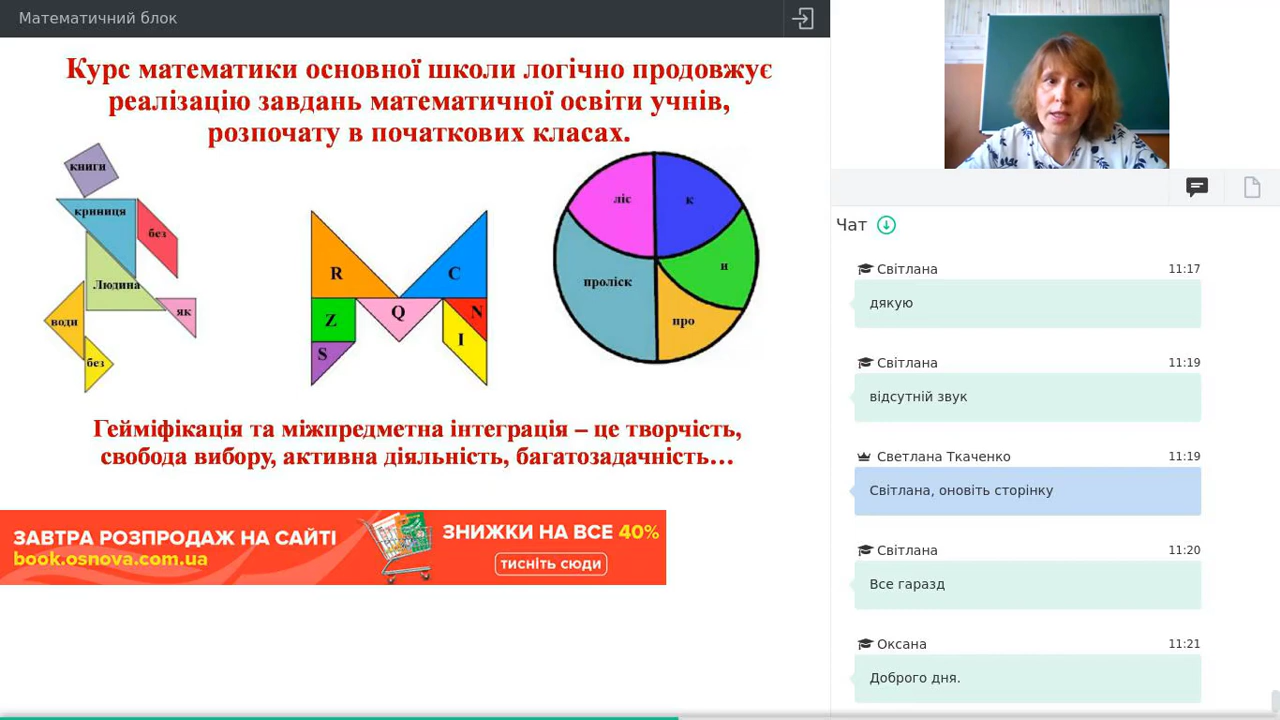 Математичний блок
Курс математики основної школи логічно продовжує
реалізацію завдань математичної освіти учнів,
розпочату в початкових класах.
книги
криниця
без
Людина
як
води
без
R
C
Z
Q
N
S
I
ліс
к
и
проліск
про
Гейміфікація та міжпредметна інтеграція – це творчість,
свобода вибору, активна діяльність, багатозадачність…
ЗАВТРА РОЗПРОДАЖ НА САЙТІ
book.osnova.com.ua
ЗНИЖКИ НА ВСЕ 40%
тисніть сюди
Чат
Світлана 11:17
дякую
Світлана 11:19
відсутній звук
Светлана Ткаченко 11:19
Світлана, оновіть сторінку
Світлана 11:20
Все гаразд
Оксана 11:21
Доброго дня.